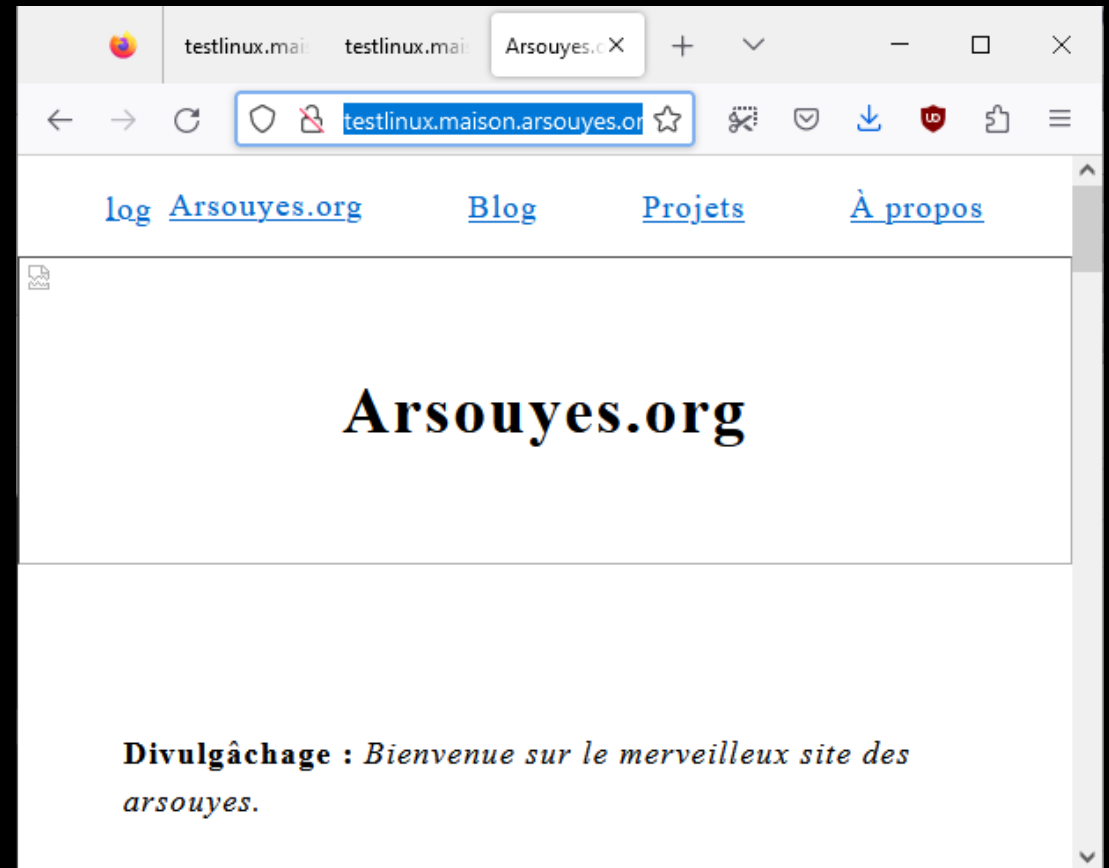 testlinux.mai testlinux.mai Arsouyes.c
testlinux.maison.arsouyes.or
log Arsouyes.org Blog Projets À propos
Arsouyes.org
Divulgâchage : Bienvenue sur le merveilleux site des
arsouyes.